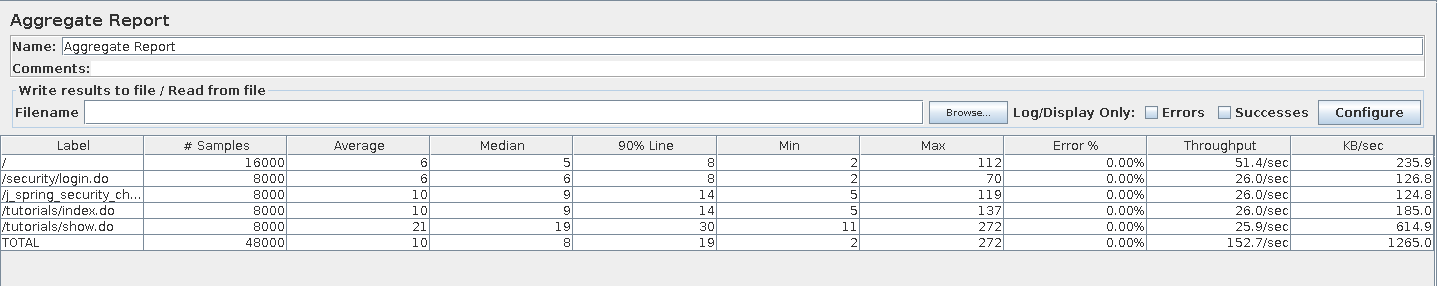 Aggregate Report
Name: Aggregate Report
Comments:
Write results to file / Read from file
Filename Browse... Log/Display Only: Errors Successes Configure
Label # Samples Average Median 90% Line Min Max Error % Throughput KB/sec
/ 16000 6 5 8 2 112 0.00% 51.4/sec 235.9
/security/login.do 8000 6 6 8 2 70 0.00% 26.0/sec 126.8
/j_spring_security_ch... 8000 10 9 14 5 119 0.00% 26.0/sec 124.8
/tutorials/index.do 8000 10 9 14 5 137 0.00% 26.0/sec 185.0
/tutorials/show.do 8000 21 19 30 11 272 0.00% 25.9/sec 614.9
TOTAL 48000 10 8 19 2 272 0.00% 152.7/sec 1265.0